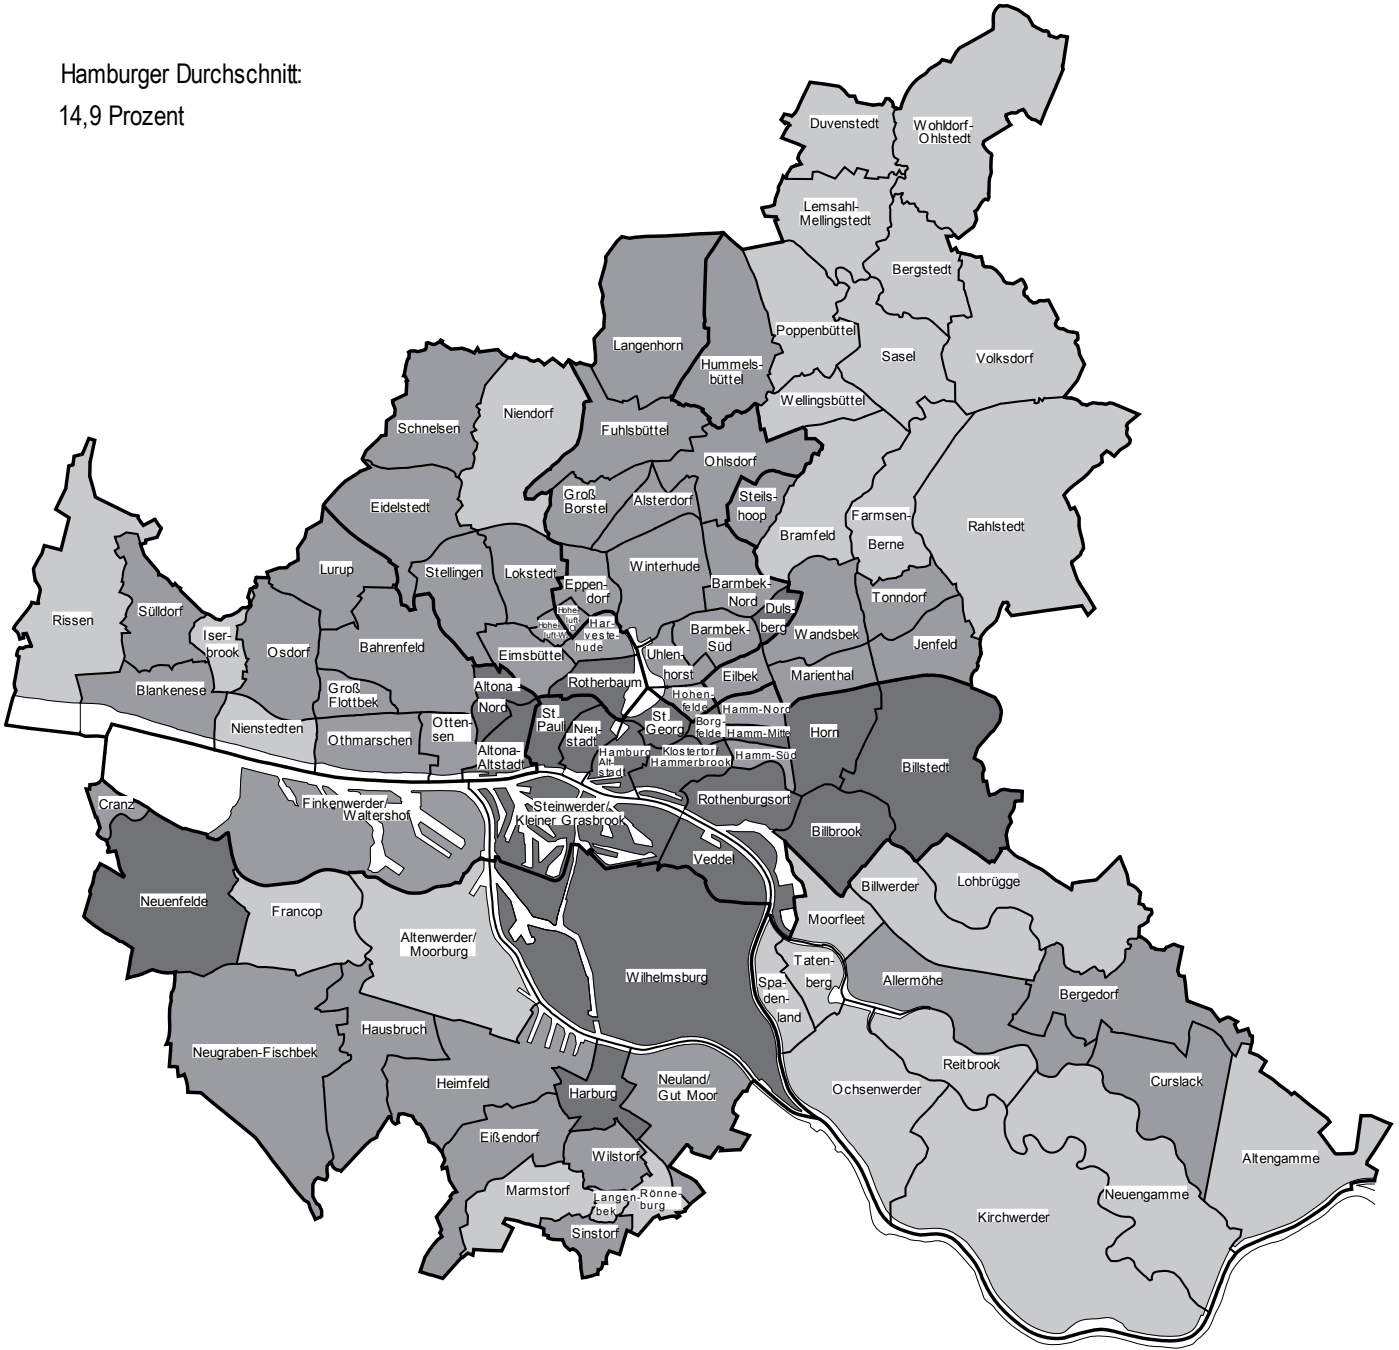 Hamburger Durchschnitt:
14,9 Prozent
Duvenstedt
Wohldorf-
Ohlstedt
Lemsahl-
Mellingstedt
Bergstedt
Poppenbüttel
Sasel
Volksdorf
Langenhorn
Hummels-
büttel
Wellingsbüttel
Niendorf
Schnelsen
Fuhlsbüttel
Ohlsdorf
Eidelstedt
Groß
Borstel
Alsterdorf
Steils-
hoop
Bramfeld
Farmsen-
Berne
Rahlstedt
Lurup
Stellingen
Lokstedt
Eppen-
dorf
Winterhude
Barmbek-
Nord
Duls-
berg
Tonndorf
Rissen
Sülldorf
Iser-
brook
Osdorf
Bahrenfeld
Hohe-
luft-
O
Hohe-
luft-W
Har-
veste-
hude
Eimsbüttel
Barmbek-
Süd
Wandsbek
Jenfeld
Uhlen-
horst
Eilbek
Marienthal
Blankenese
Groß
Flottbek
Altona -
Nord
Rotherbaum
Hohen-
felde
Hamm-Nord
Nienstedten
Othmarschen
Otten-
sen
St.
Pauli
Neu-
stadt
St.
Georg
Borg-
felde
Hamm-Mitte
Horn
Altona-
Altstadt
Hamburg
Alt-
stadt
Klostertor/
Hammerbrook
Hamm-Süd
Billstedt
Cranz
Finkenwerder/
Waltershof
Steinwerder/
Kleiner Grasbrook
Rothenburgsort
Billbrook
Veddel
Neuenfelde
Francop
Altenwerder/
Moorburg
Billwerder
Lohbrügge
Moorfleet
Wilhelmsburg
Spa-
den-
land
Taten-
berg
Allermöhe
Bergedorf
Neugraben-Fischbek
Hausbruch
Heimfeld
Harburg
Neuland/
Gut Moor
Ochsenwerder
Reitbrook
Curslack
Eißendorf
Wilstorf
Altengamme
Marmstorf
Langen-
bek
Rönne-
burg
Sinstorf
Neuengamme
Kirchwerder